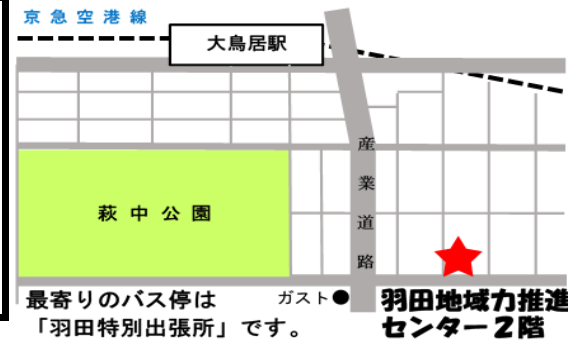 京急空港線
大鳥居駅
産業道路
萩中公園
最寄りのバス停は
「羽田特別出張所」です。
ガスト●
羽田地域力推進
センター2階